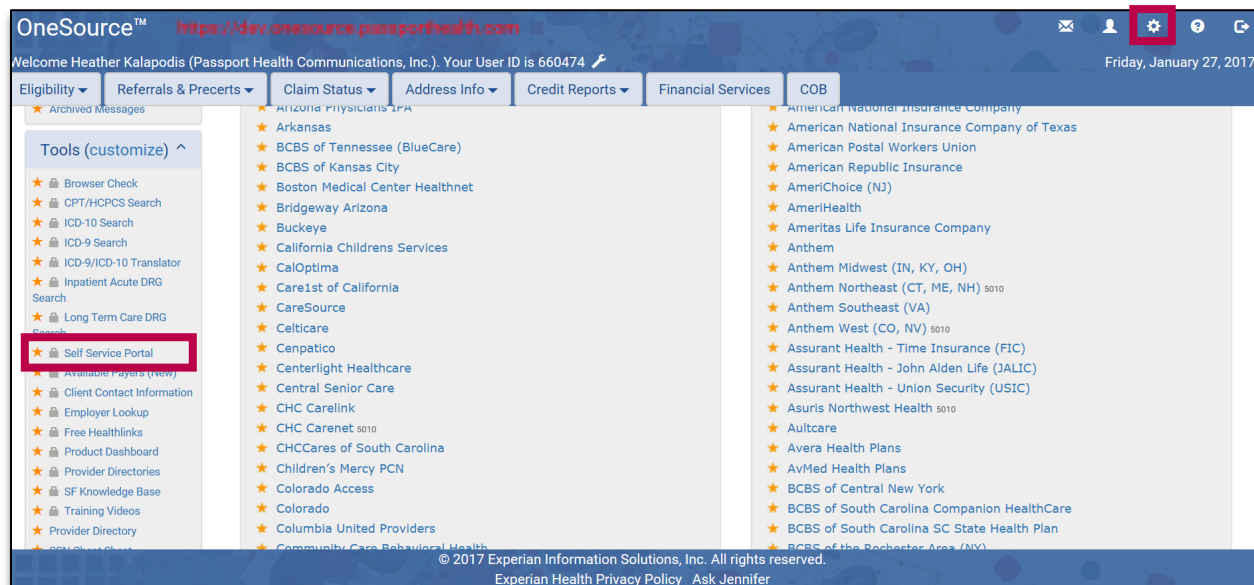 OneSource™ https://dev.onesource.passporthealth.com
Welcome Heather Kalapodis (Passport Health Communications, Inc.). Your User ID is 660474
Friday, January 27, 2017
Eligibility Referrals & Precerts Claim Status Address Info Credit Reports Financial Services COB
Archived Messages
Tools (customize)
Browser Check
CPT/HCPCS Search
ICD-10 Search
ICD-9 Search
ICD-9/ICD-10 Translator
Inpatient Acute DRG
Search
Long Term Care DRG
Search
Self Service Portal
Available Payers (New)
Client Contact Information
Employer Lookup
Free Healthlinks
Product Dashboard
Provider Directories
SF Knowledge Base
Training Videos
Provider Directory
Arizona Physicians IPA
Arkansas
BCBS of Tennessee (BlueCare)
BCBS of Kansas City
Boston Medical Center Healthnet
Bridgeway Arizona
Buckeye
California Childrens Services
CalOptima
Care1st of California
CareSource
Celticare
Cenpatico
Centerlight Healthcare
Central Senior Care
CHC Carelink
CHC Carenet 5010
CHCCares of South Carolina
Children's Mercy PCN
Colorado Access
Colorado
Columbia United Providers
Community Care Behavioral Health
American National Insurance Company
American National Insurance Company of Texas
American Postal Workers Union
American Republic Insurance
AmeriChoice (NJ)
AmeriHealth
Ameritas Life Insurance Company
Anthem
Anthem Midwest (IN, KY, OH)
Anthem Northeast (CT, ME, NH) 5010
Anthem Southeast (VA)
Anthem West (CO, NV) 5010
Assurant Health - Time Insurance (FIC)
Assurant Health - John Alden Life (JALIC)
Assurant Health - Union Security (USIC)
Asuris Northwest Health 5010
Aultcare
Avera Health Plans
AvMed Health Plans
BCBS of Central New York
BCBS of South Carolina Companion HealthCare
BCBS of South Carolina SC State Health Plan
BCBS of the Rochester Area (NY)
© 2017 Experian Information Solutions, Inc. All rights reserved.
Experian Health Privacy Policy Ask Jennifer